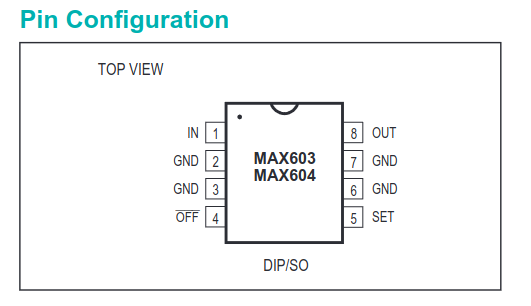 Pin Configuration
TOP VIEW
IN 1 8 OUT
GND 2 MAX603 7 GND
MAX604
GND 3 6 GND
OFF 4 5 SET
DIP/SO